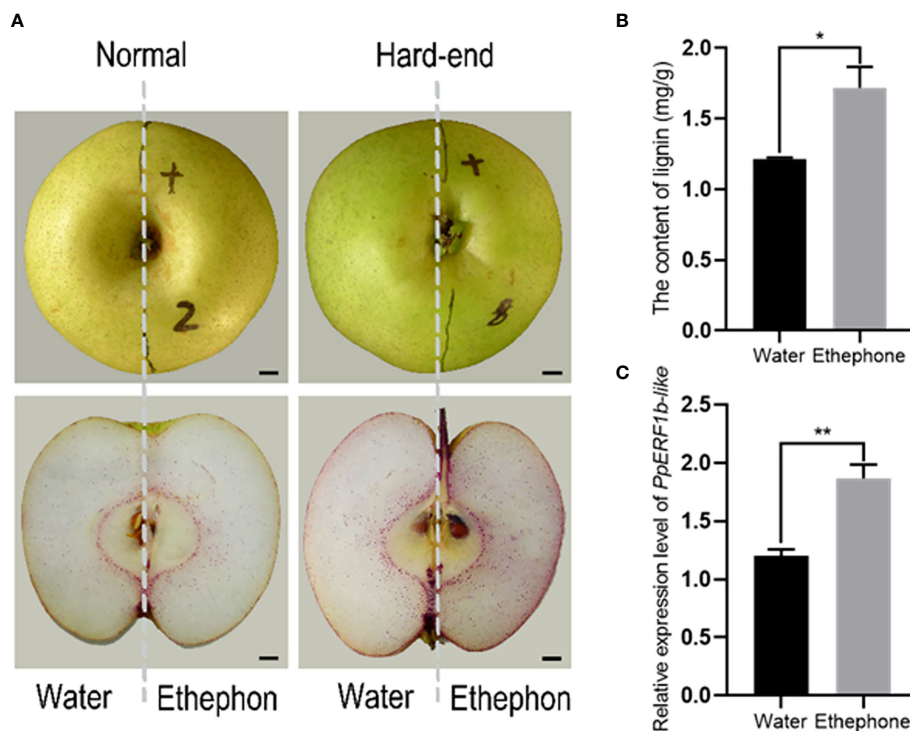 A
Normal
Hard-end
+
2
+
8
Water
Ethephon
Water
Ethephon
B
The content of lignin (mg/g)
2.0
1.5
1.0
0.5
0.0
*
Water
Ethephone
C
Relative expression level of PpERF1b-like
2.5
2.0
1.5
1.0
0.5
0.0
**
Water
Ethephone